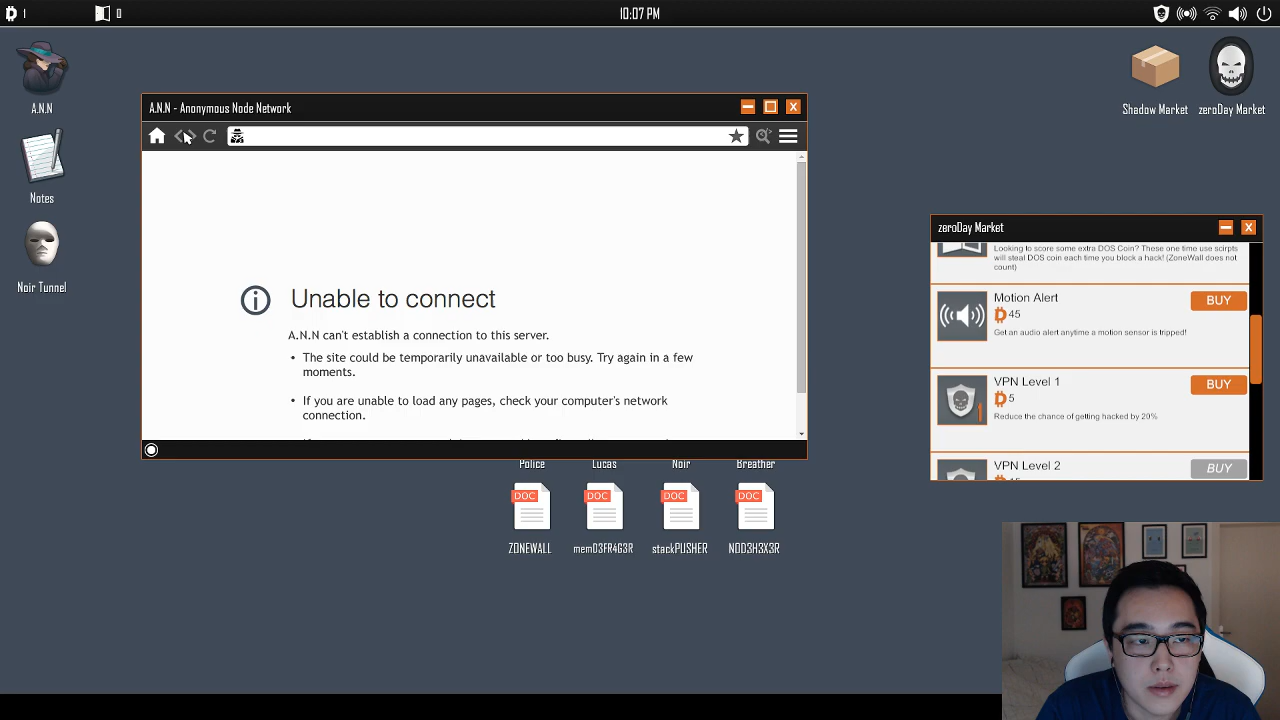 1
0
10:07 PM
A.N.N
Notes
Noir Tunnel
Shadow Market
zeroDay Market
A.N.N - Anonymous Node Network
Unable to connect
A.N.N can't establish a connection to this server.
• The site could be temporarily unavailable or too busy. Try again in a few
moments.
• If you are unable to load any pages, check your computer's network
connection.
Police
Lucas
Noir
Breather
DOC
DOC
DOC
DOC
ZONEWALL
memD3FR4G3R
stackPUSHER
NOD3H3X3R
zeroDay Market
Looking to score some extra DOS Coin? These one time use scirpts
will steal DOS coin each time you block a hack! (ZoneWall does not
count)
Motion Alert
45
BUY
Get an audio alert anytime a motion sensor is tripped!
VPN Level 1
5
BUY
Reduce the chance of getting hacked by 20%
VPN Level 2
BUY